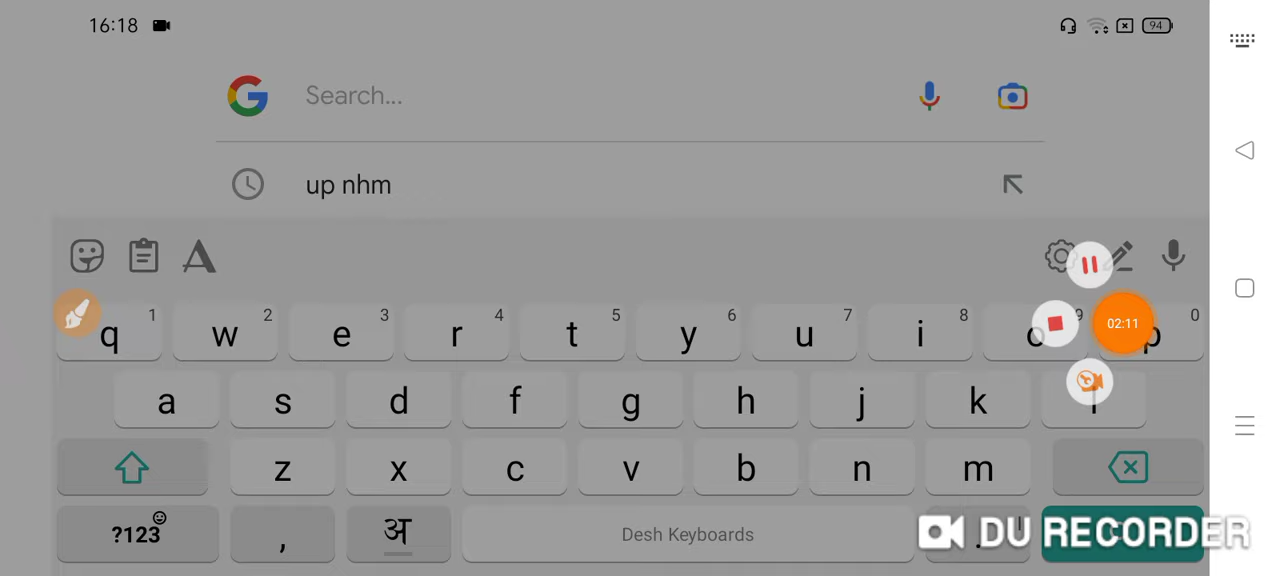 16:18 94
Search...
up nhm
02:11
q 1 w 2 e 3 r 4 t 5 y 6 u 7 i 8 o 9 p 0
a s d f g h j k l
z x c v b n m
?123 , अ Desh Keyboards .
DU RECORDER